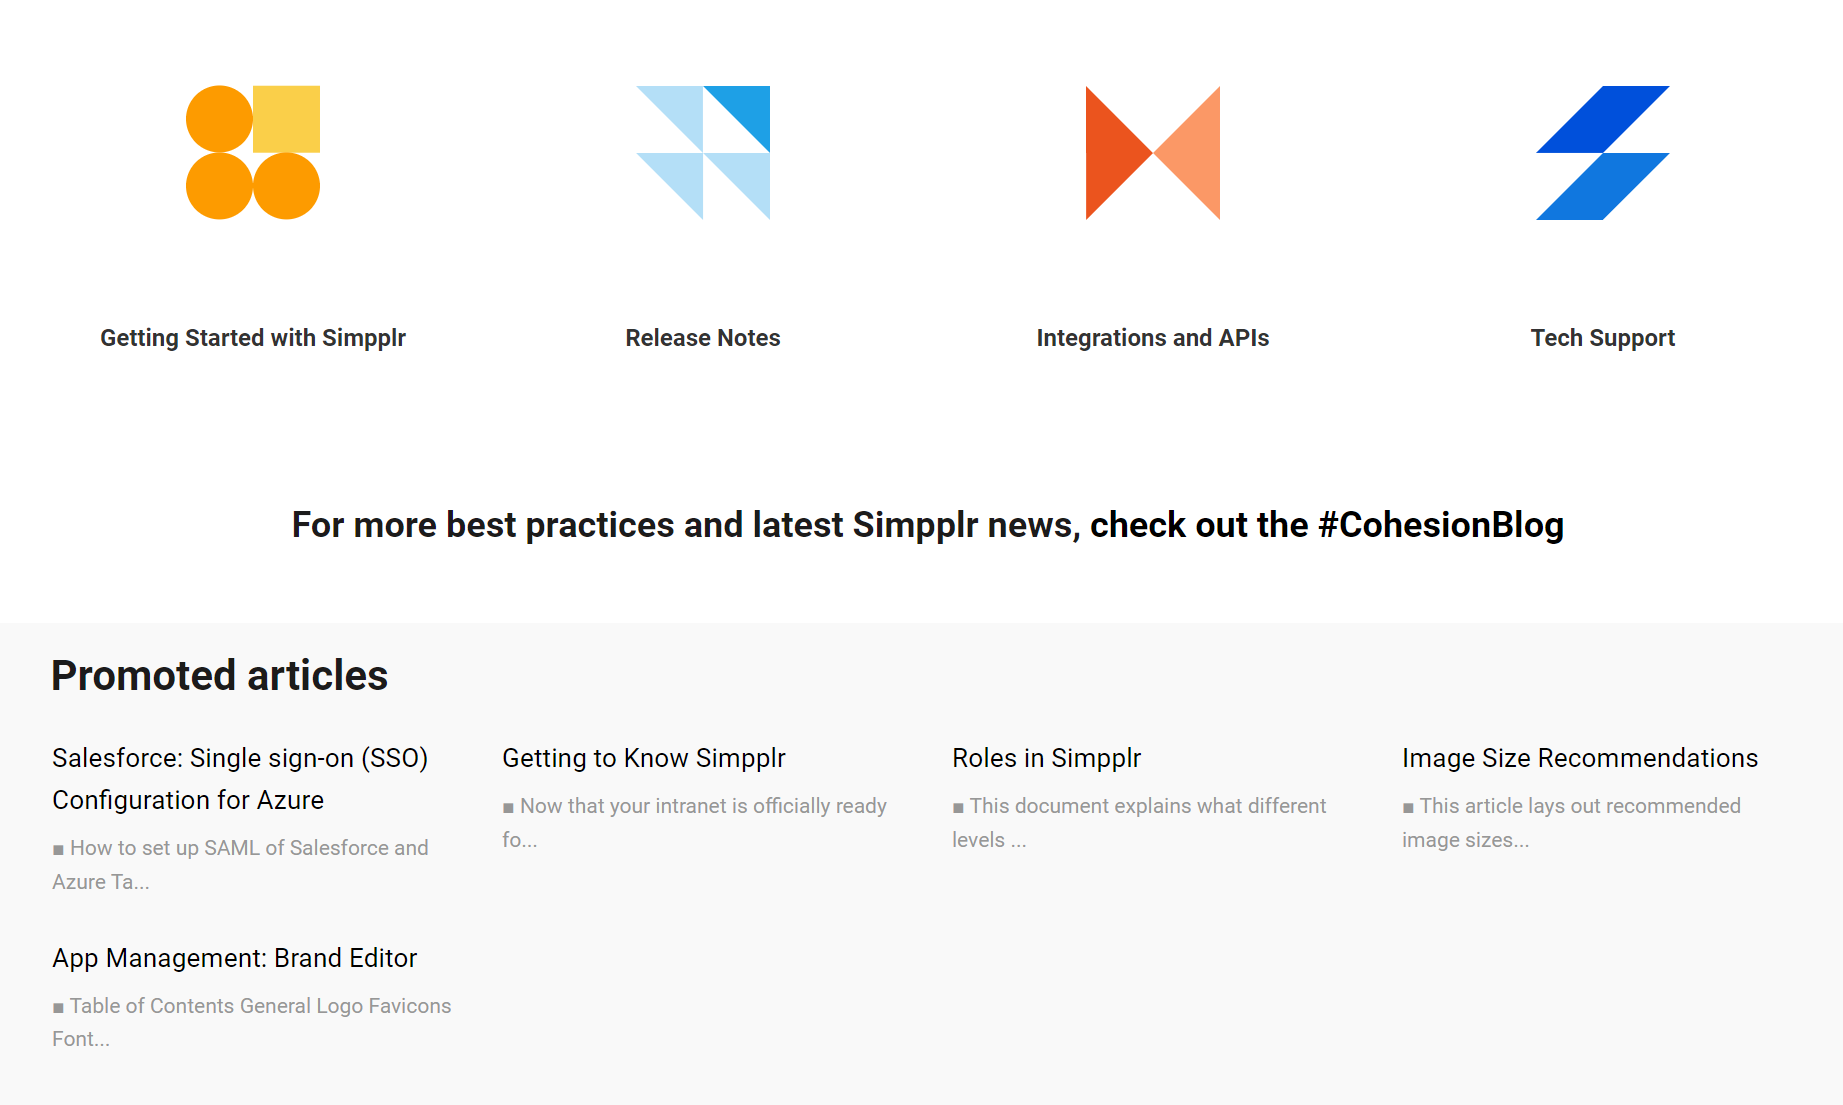 Getting Started with Simpplr
Release Notes
Integrations and APIs
Tech Support
For more best practices and latest Simpplr news, check out the #CohesionBlog
Promoted articles
Salesforce: Single sign-on (SSO)
Configuration for Azure
■ How to set up SAML of Salesforce and
Azure Ta...
Getting to Know Simpplr
■ Now that your intranet is officially ready
fo...
Roles in Simpplr
■ This document explains what different
levels ...
Image Size Recommendations
■ This article lays out recommended
image sizes...
App Management: Brand Editor
■ Table of Contents General Logo Favicons
Font...